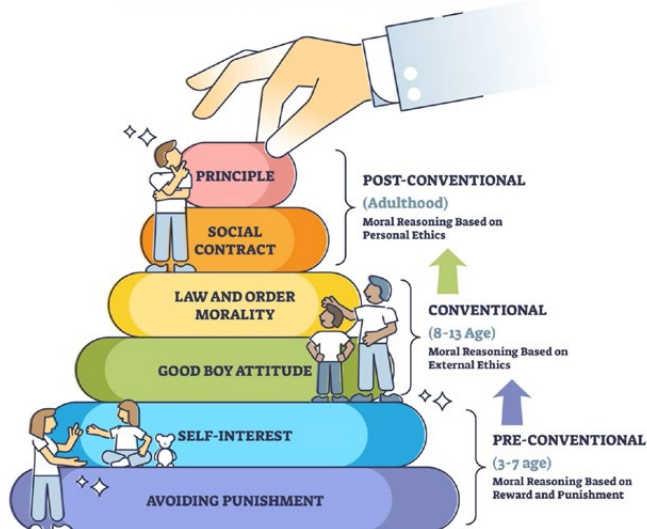 PRINCIPLE
SOCIAL
CONTRACT
LAW AND ORDER
MORALITY
GOOD BOY ATTITUDE
SELF-INTEREST
AVOIDING PUNISHMENT
POST-CONVENTIONAL
(Adulthood)
Moral Reasoning Based on
Personal Ethics
CONVENTIONAL
(8-13 Age)
Moral Reasoning Based on
External Ethics
PRE-CONVENTIONAL
(3-7 age)
Moral Reasoning Based on
Reward and Punishment